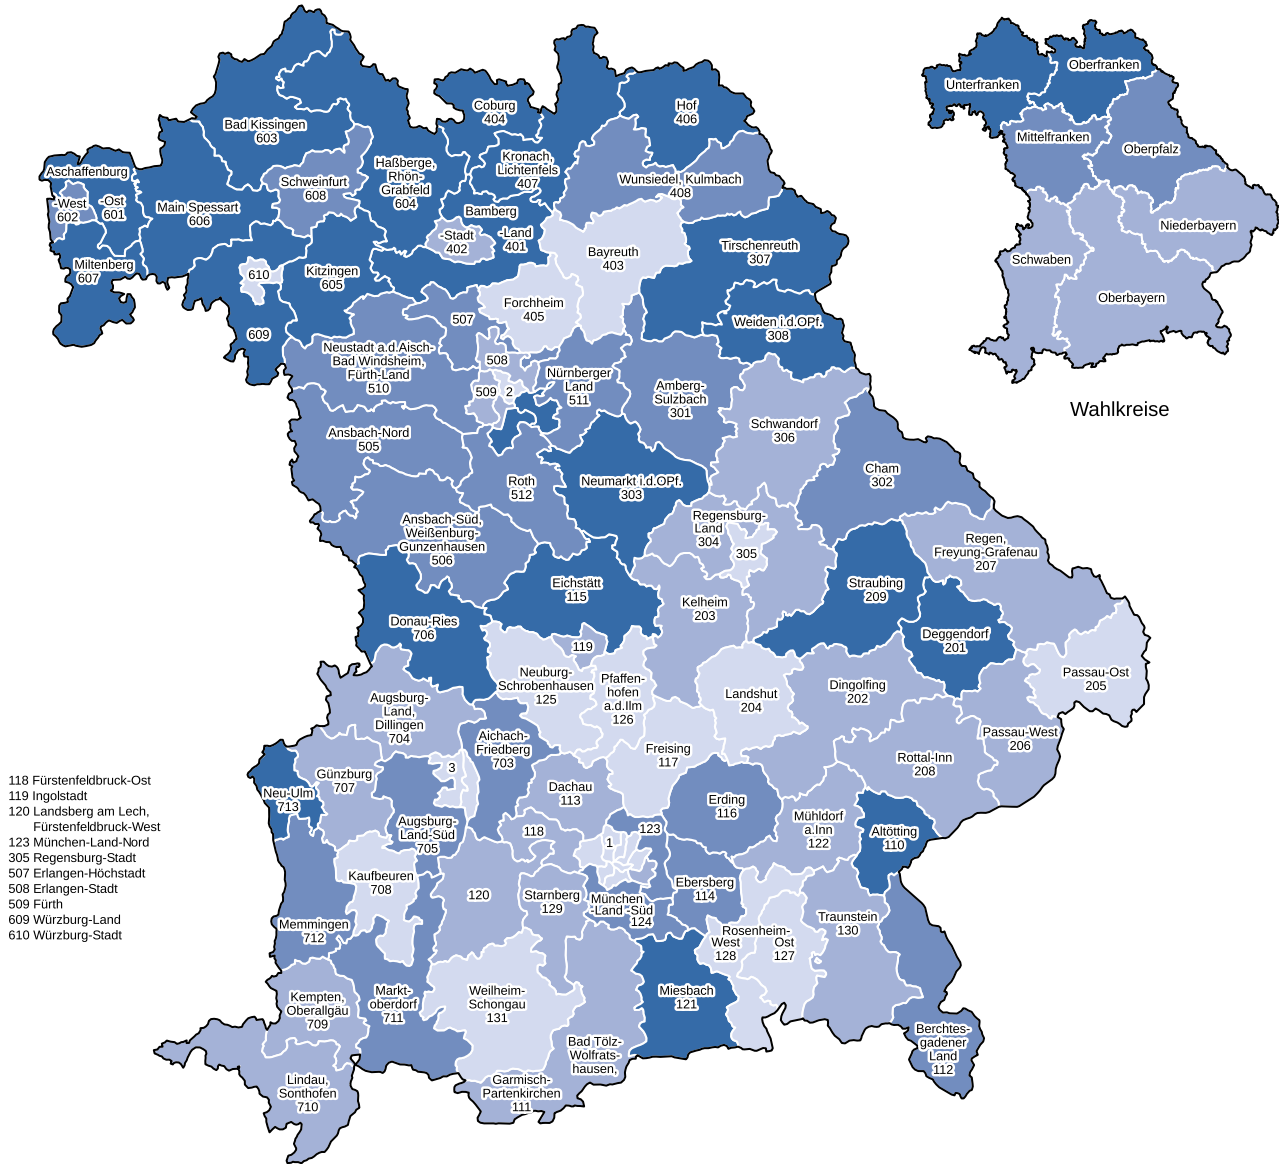 Coburg
404
Hof
406
Bad Kissingen
603
Haßberge,
Rhön-
Grabfeld
604
Kronach,
Lichtenfels
407
Wunsiedel, Kulmbach
408
Aschaffenburg
-West
602
-Ost
601
Schweinfurt
608
Main Spessart
606
Bamberg
-Stadt
402
-Land
401
Bayreuth
403
Tirschenreuth
307
Miltenberg
607
610
Kitzingen
605
Forchheim
405
507
Weiden i.d.OPf.
308
609
Neustadt a.d.Aisch-
Bad Windsheim,
Fürth-Land
510
508
509
2
Nürnberger
Land
511
Amberg-
Sulzbach
301
Schwandorf
306
Ansbach-Nord
505
Roth
512
Neumarkt i.d.OPf.
303
Cham
302
Ansbach-Süd,
Weißenburg-
Gunzenhausen
506
Regensburg-
Land
304
305
Regen,
Freyung-Grafenau
207
Eichstätt
115
Kelheim
203
Straubing
209
Donau-Ries
706
Deggendorf
201
119
Neuburg-
Schrobenhausen
125
Pfaffen-
hofen
a.d.Ilm
126
Landshut
204
Dingolfing
202
Passau-Ost
205
Augsburg-
Land,
Dillingen
704
Aichach-
Friedberg
703
Freising
117
Passau-West
206
Rottal-Inn
208
Günzburg
707
3
Neu-Ulm
713
Dachau
113
Erding
116
Augsburg-
Land-Süd
705
118
1
123
Mühldorf
a.Inn
122
Altötting
110
Kaufbeuren
708
120
Starnberg
129
München
-Land -Süd
124
Ebersberg
114
Memmingen
712
Rosenheim-
West
128
Ost
127
Traunstein
130
Kempten,
Oberallgäu
709
Markt-
oberdorf
711
Weilheim-
Schongau
131
Miesbach
121
Bad Tölz-
Wolfrats-
hausen,
Garmisch-
Partenkirchen
111
Berchtes-
gadener
Land
112
Lindau,
Sonthofen
710
118 Fürstenfeldbruck-Ost
119 Ingolstadt
120 Landsberg am Lech,
Fürstenfeldbruck-West
123 München-Land-Nord
305 Regensburg-Stadt
507 Erlangen-Höchstadt
508 Erlangen-Stadt
509 Fürth
609 Würzburg-Land
610 Würzburg-Stadt
Unterfranken
Oberfranken
Mittelfranken
Oberpfalz
Niederbayern
Schwaben
Oberbayern
Wahlkreise